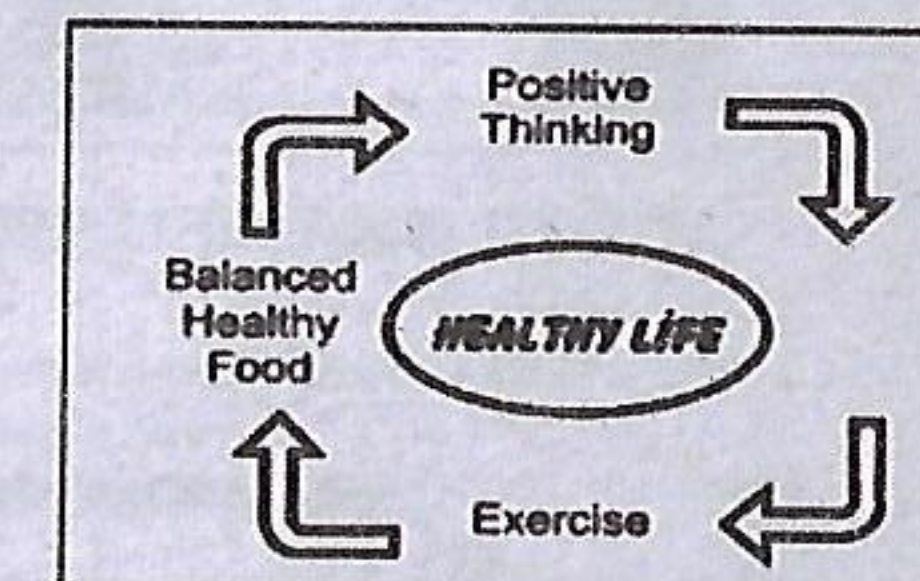 Positive
Thinking
Balanced
Healthy
Food
HEALTHY LiFE
Exercise